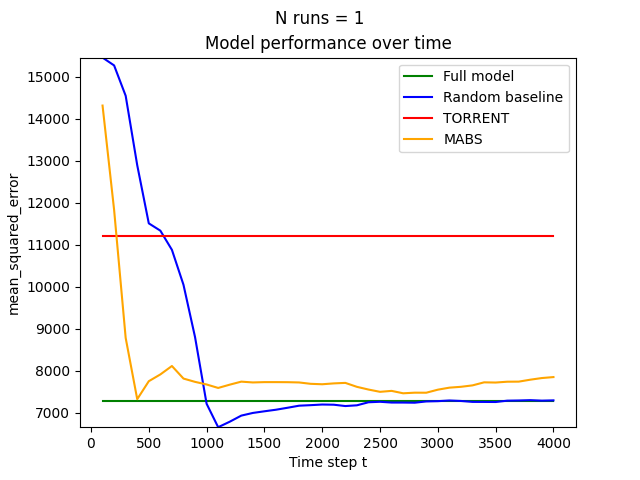 N runs = 1
Model performance over time
mean_squared_error
15000
14000
13000
12000
11000
10000
9000
8000
7000
Full model
Random baseline
TORRENT
MABS
0 500 1000 1500 2000 2500 3000 3500 4000
Time step t